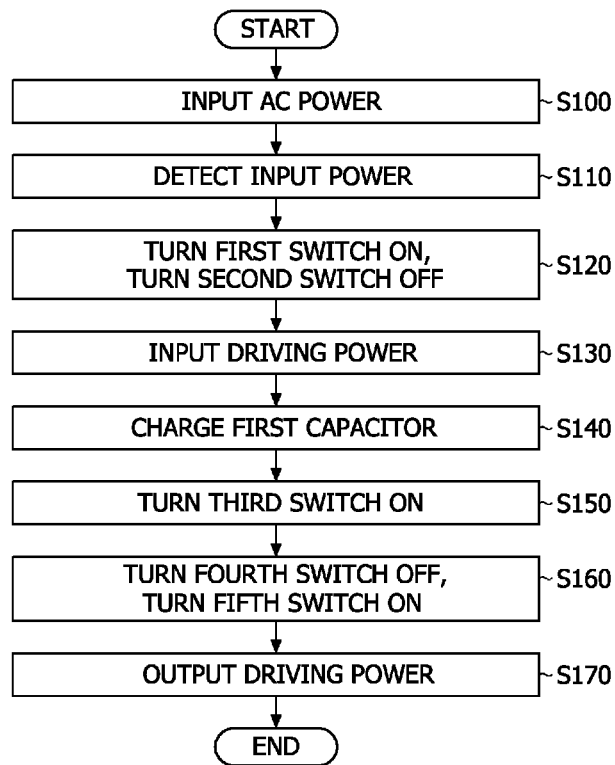 START
INPUT AC POWER
~S100
DETECT INPUT POWER
~S110
TURN FIRST SWITCH ON,
TURN SECOND SWITCH OFF
~S120
INPUT DRIVING POWER
~S130
CHARGE FIRST CAPACITOR
~S140
TURN THIRD SWITCH ON
~S150
TURN FOURTH SWITCH OFF,
TURN FIFTH SWITCH ON
~S160
OUTPUT DRIVING POWER
~S170
END